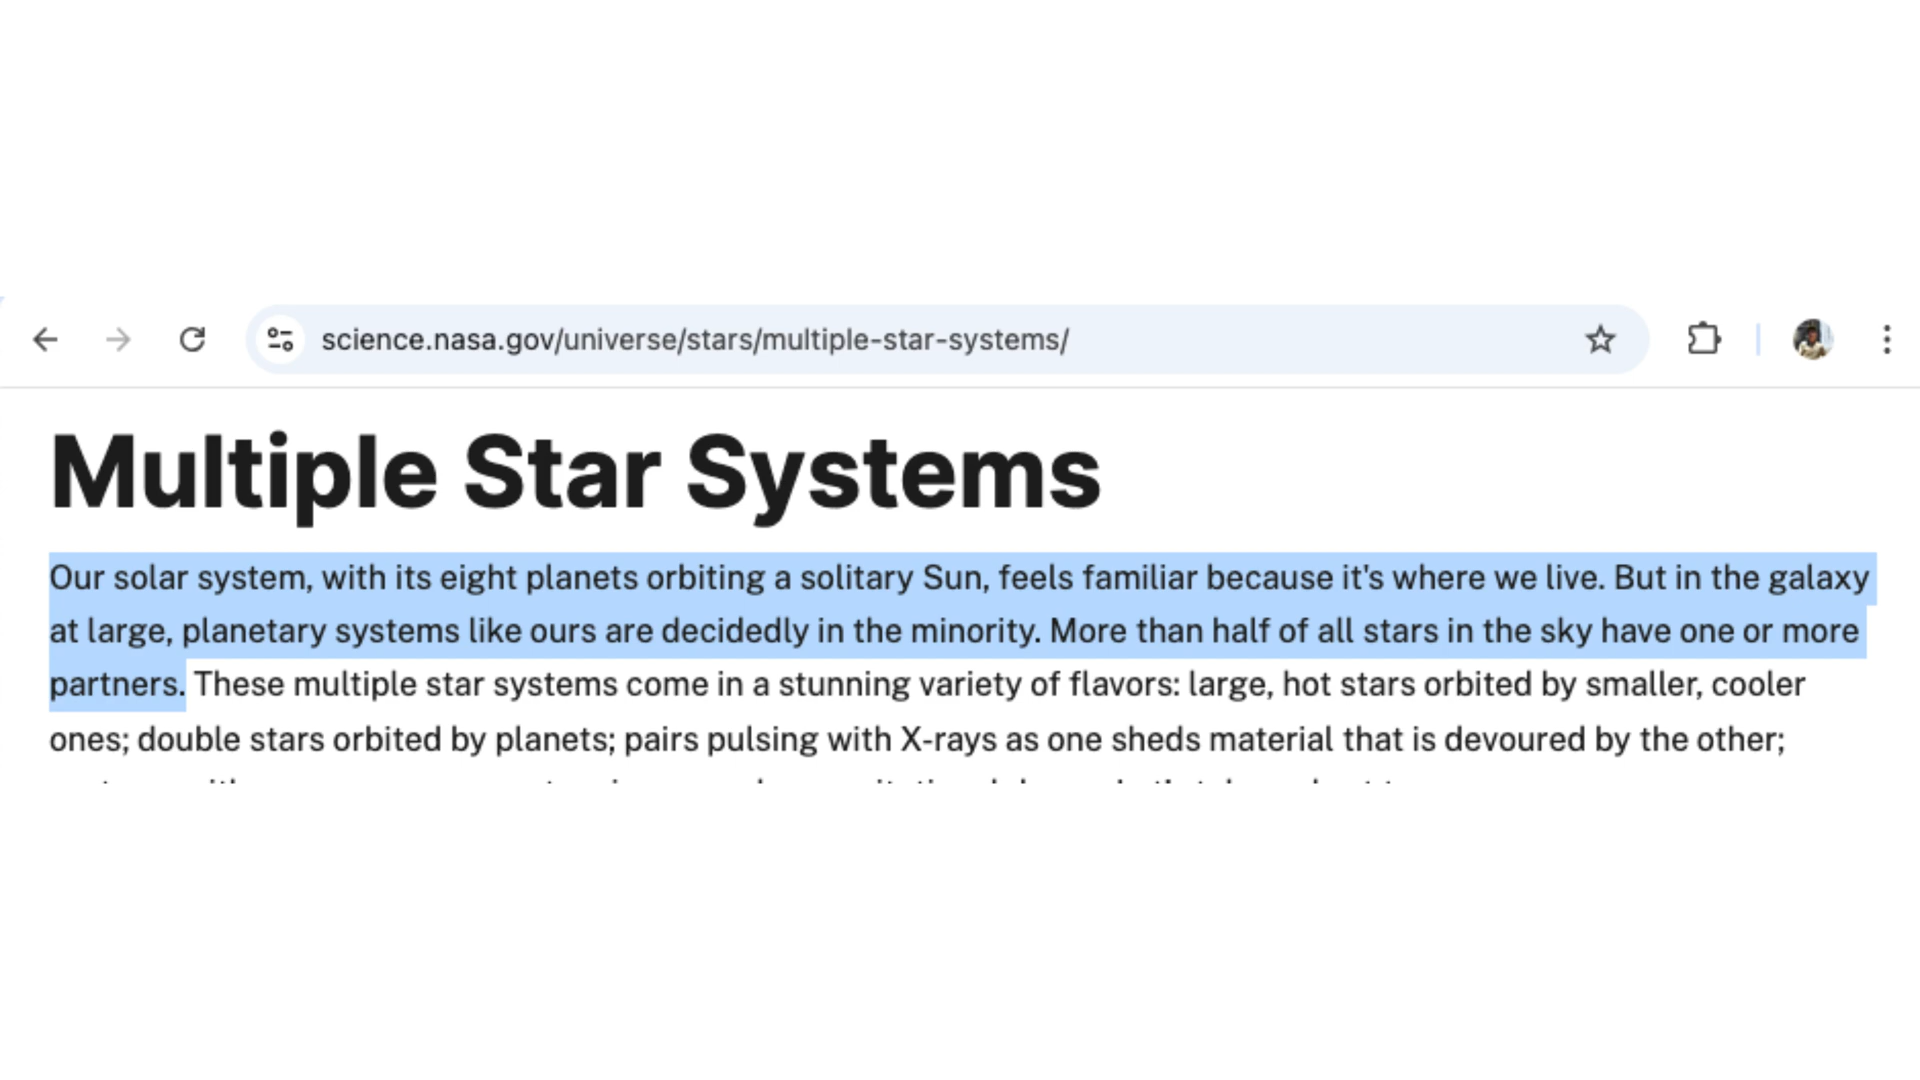 science.nasa.gov/universe/stars/multiple-star-systems/
Multiple Star Systems
Our solar system, with its eight planets orbiting a solitary Sun, feels familiar because it's where we live. But in the galaxy
at large, planetary systems like ours are decidedly in the minority. More than half of all stars in the sky have one or more
partners. These multiple star systems come in a stunning variety of flavors: large, hot stars orbited by smaller, cooler
ones; double stars orbited by planets; pairs pulsing with X-rays as one sheds material that is devoured by the other;